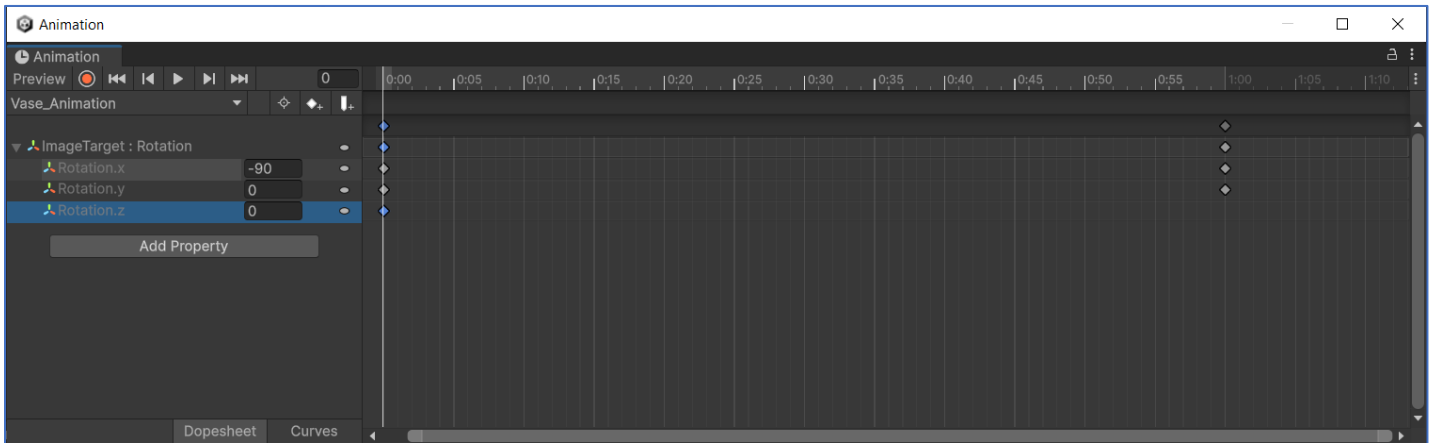 Animation
Animation
Preview 0 0:00 0:05 0:10 0:15 0:20 0:25 0:30 0:35 0:40 0:45 0:50 0:55 1:00 1:05 1:10
Vase_Animation
ImageTarget : Rotation
Rotation.x -90
Rotation.y 0
Rotation.z 0
Add Property
Dopesheet Curves